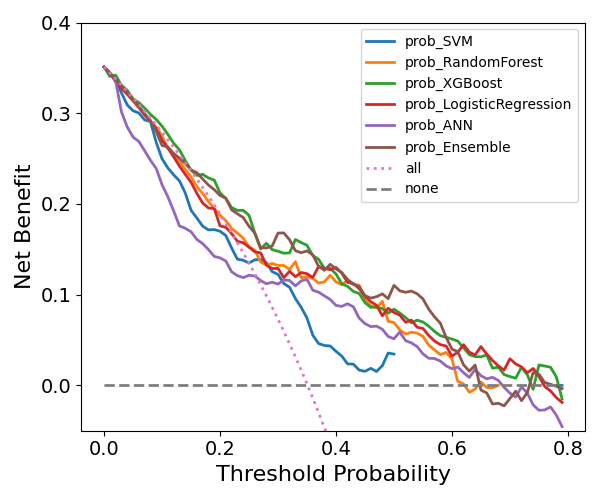 prob_SVM
prob_RandomForest
prob_XGBoost
prob_LogisticRegression
prob_ANN
prob_Ensemble
all
none
Net Benefit
0.4
0.3
0.2
0.1
0.0
0.0 0.2 0.4 0.6 0.8
Threshold Probability